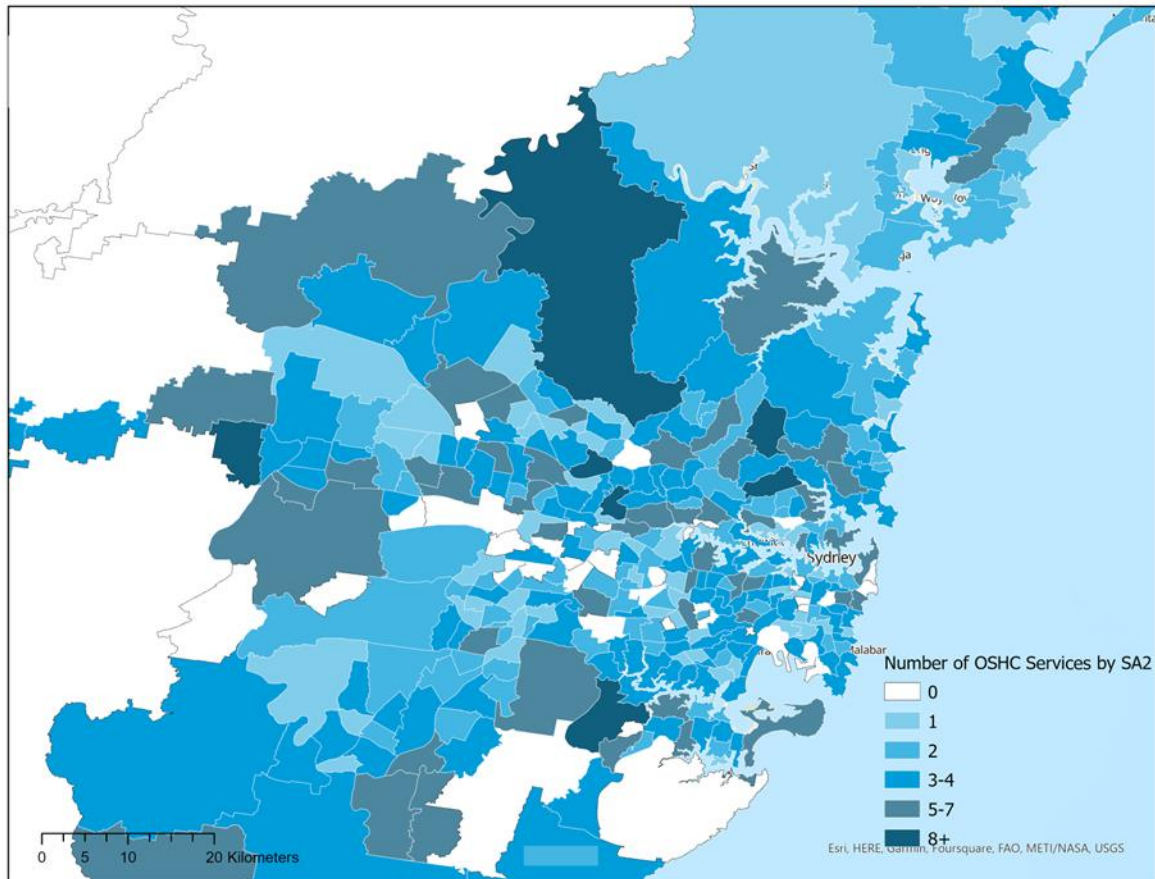 Sydney
Malabar
Number of OSHC Services by SA2
0
1
2
3-4
5-7
8+
0 5 10 20 Kilometers
Esri, HERE, Garmin, Foursquare, FAO, METI/NASA, USGS